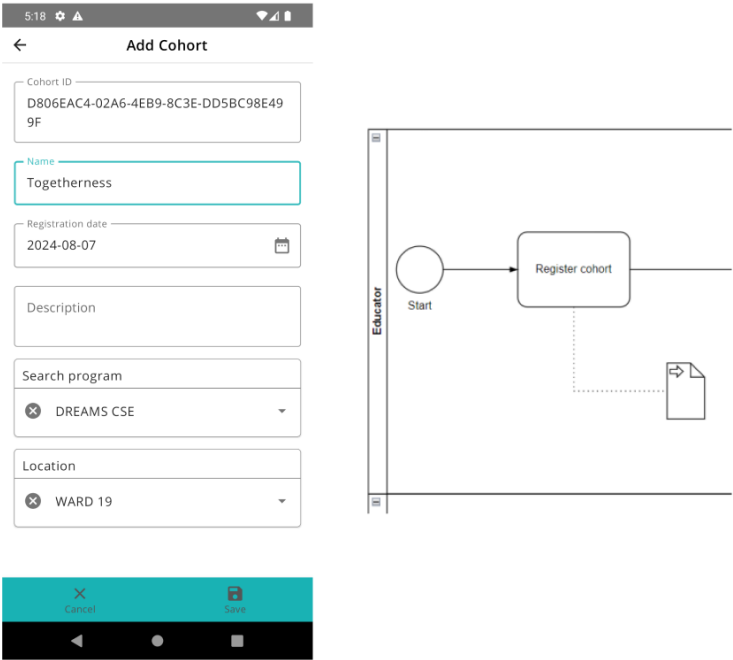 5:18
Add Cohort
Cohort ID
D806EAC4-02A6-4EB9-8C3E-DD5BC98E49
9F
Name
Togetherness
Registration date
2024-08-07
Description
Search program
DREAMS CSE
Location
WARD 19
Cancel
Save
Educator
Start
Register cohort